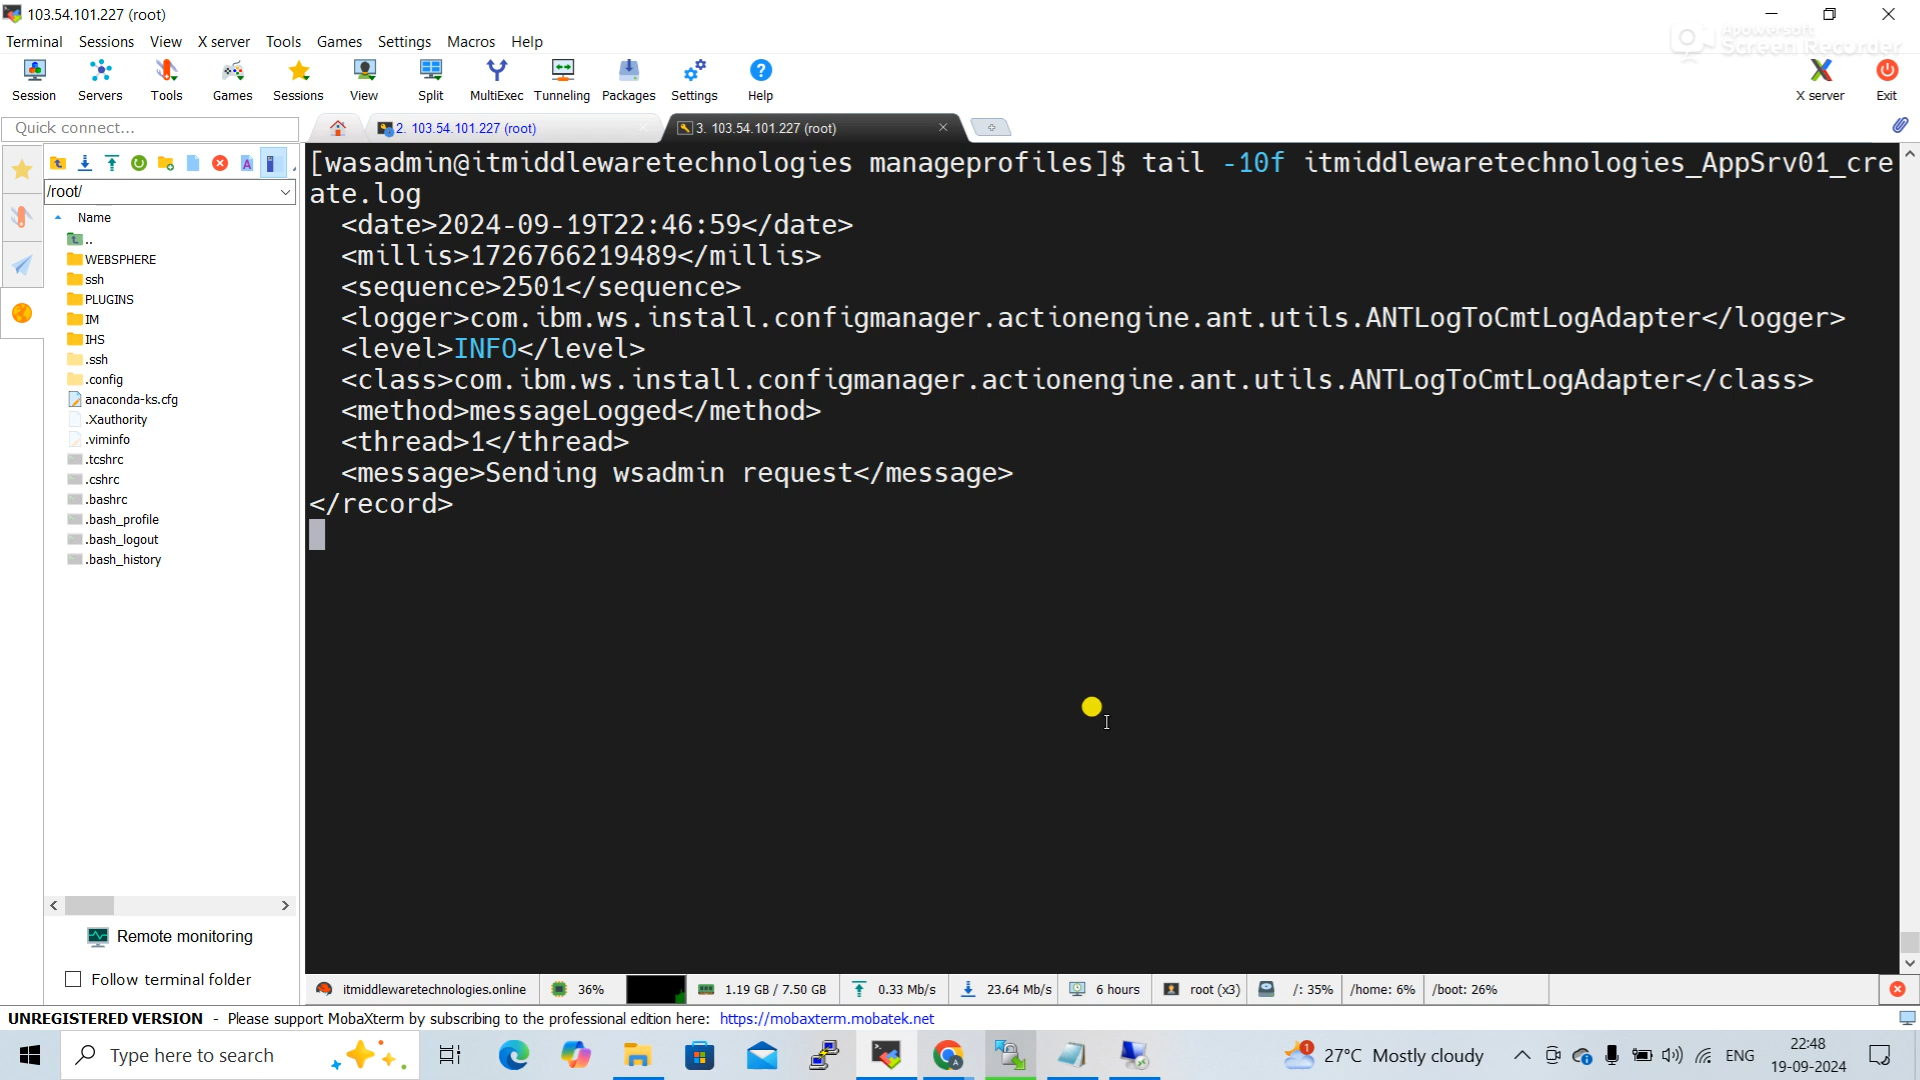 103.54.101.227 (root)
Apowersoft
Screen Recorder
Terminal Sessions View X server Tools Games Settings Macros Help
Session Servers Tools Games Sessions View Split MultiExec Tunneling Packages Settings Help X server Exit
Quick connect...
2. 103.54.101.227 (root)
3. 103.54.101.227 (root)
/root/
Name
..
WEBSPHERE
ssh
PLUGINS
IM
IHS
.ssh
.config
anaconda-ks.cfg
.Xauthority
.viminfo
.tcshrc
.cshrc
.bashrc
.bash_profile
.bash_logout
.bash_history
Remote monitoring
Follow terminal folder
[wasadmin@itmiddlewaretechnologies manageprofiles]$ tail -10f itmiddlewaretechnologies_AppSrv01_cre
ate.log
<date>2024-09-19T22:46:59</date>
<millis>1726766219489</millis>
<sequence>2501</sequence>
<logger>com.ibm.ws.install.configmanager.actionengine.ant.utils.ANTLogToCmtLogAdapter</logger>
<level>INFO</level>
<class>com.ibm.ws.install.configmanager.actionengine.ant.utils.ANTLogToCmtLogAdapter</class>
<method>messageLogged</method>
<thread>1</thread>
<message>Sending wsadmin request</message>
</record>
itmiddlewaretechnologies.online 36% 1.19 GB / 7.50 GB 0.33 Mb/s 23.64 Mb/s 6 hours root (x3) /: 35% /home: 6% /boot: 26%
UNREGISTERED VERSION - Please support MobaXterm by subscribing to the professional edition here: https://mobaxterm.mobatek.net
Type here to search
1
27°C Mostly cloudy
ENG
22:48
19-09-2024